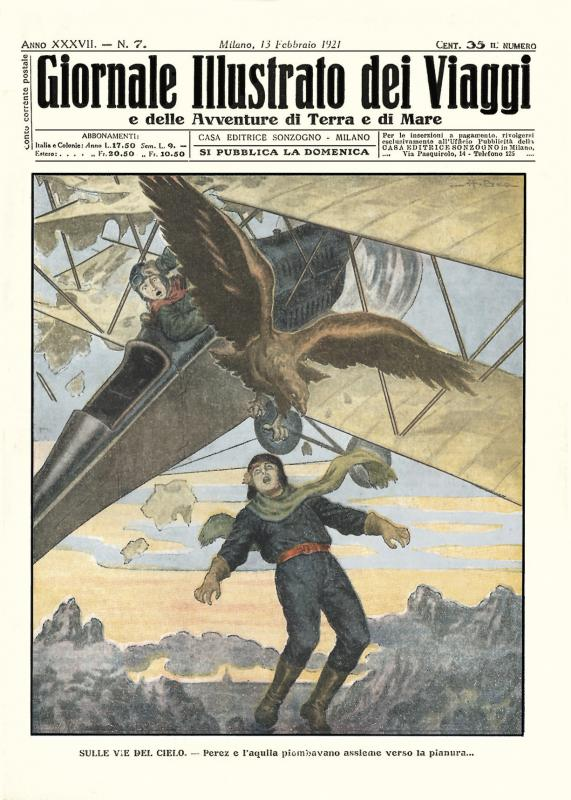 ANNO XXXVII. — N. 7.
Milano, 13 Febbraio 1921
CENT. 35 IL NUMERO
Conto corrente postale
Giornale Illustrato dei Viaggi
e delle Avventure di Terra e di Mare
ABBONAMENTI:
Italia e Colonie: Anno L.17.50 Sem. L. 9. —
Estero: . . . . „ Fr. 20.50 „ Fr. 10.50
CASA EDITRICE SONZOGNO - MILANO
SI PUBBLICA LA DOMENICA
Per le inserzioni a pagamento, rivolgersi
esclusivamente all'Ufficio Pubblicità della
CASA EDITRICE SONZOGNO in Milano,
Via Pasquirolo, 14 - Telefono 125
SULLE VIE DEL CIELO. — Perez e l'aquila piombavano assieme verso la pianura...